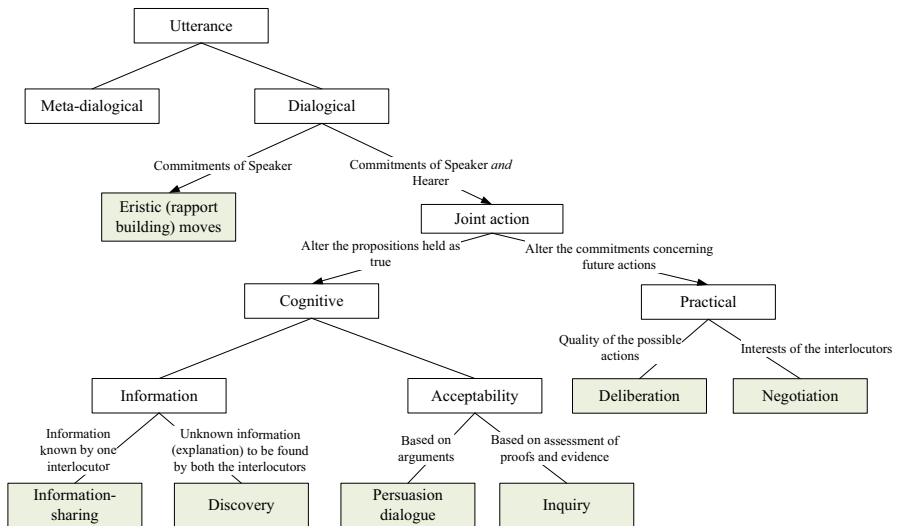 Utterance
Meta-dialogical
Dialogical
Commitments of Speaker
Commitments of Speaker and
Hearer
Eristic (rapport
building) moves
Joint action
Alter the propositions held as
true
Alter the commitments concerning
future actions
Cognitive
Practical
Quality of the possible
actions
Interests of the interlocutors
Information
Acceptability
Deliberation
Negotiation
Information
known by one
interlocutor
Unknown information
(explanation) to be found
by both the interlocutors
Based on
arguments
Based on assessment of
proofs and evidence
Information-
sharing
Discovery
Persuasion
dialogue
Inquiry